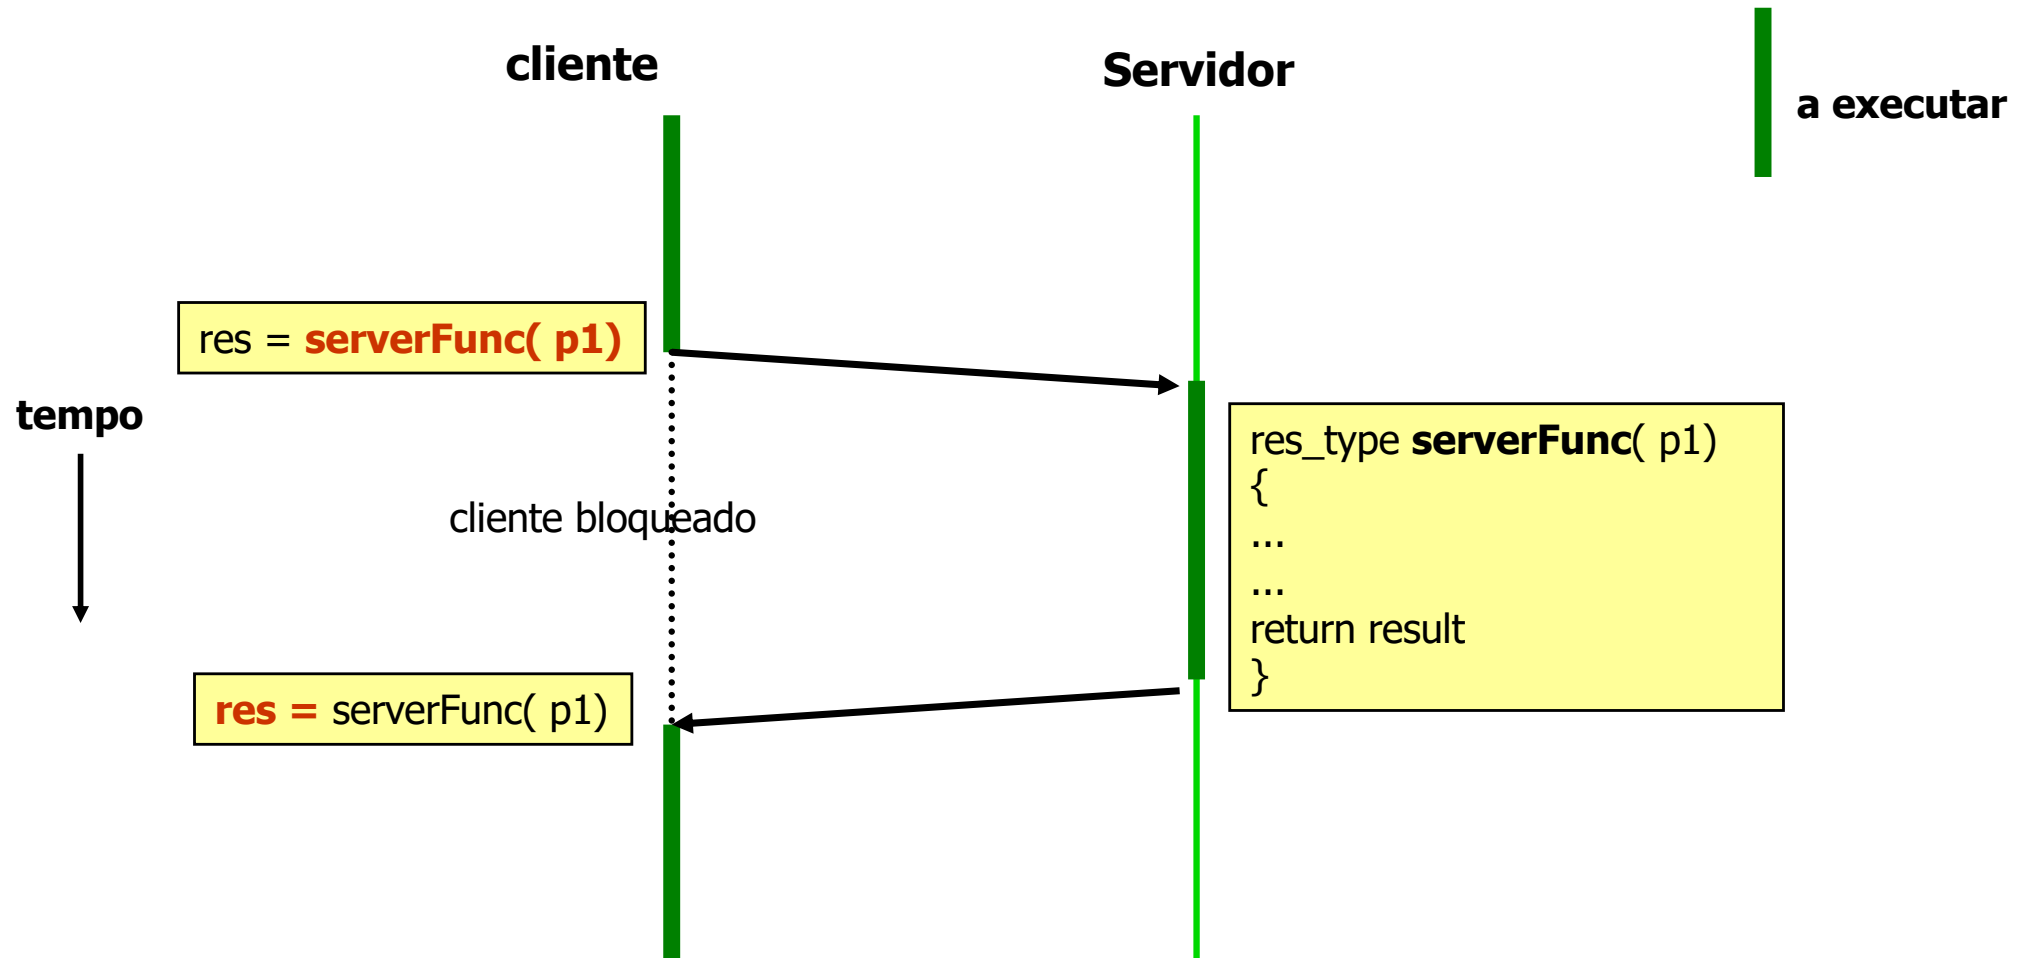 cliente
Servidor
a executar
res = serverFunc( p1)
tempo
res_type serverFunc( p1)
{
...
...
return result
}
cliente bloqueado
res = serverFunc( p1)